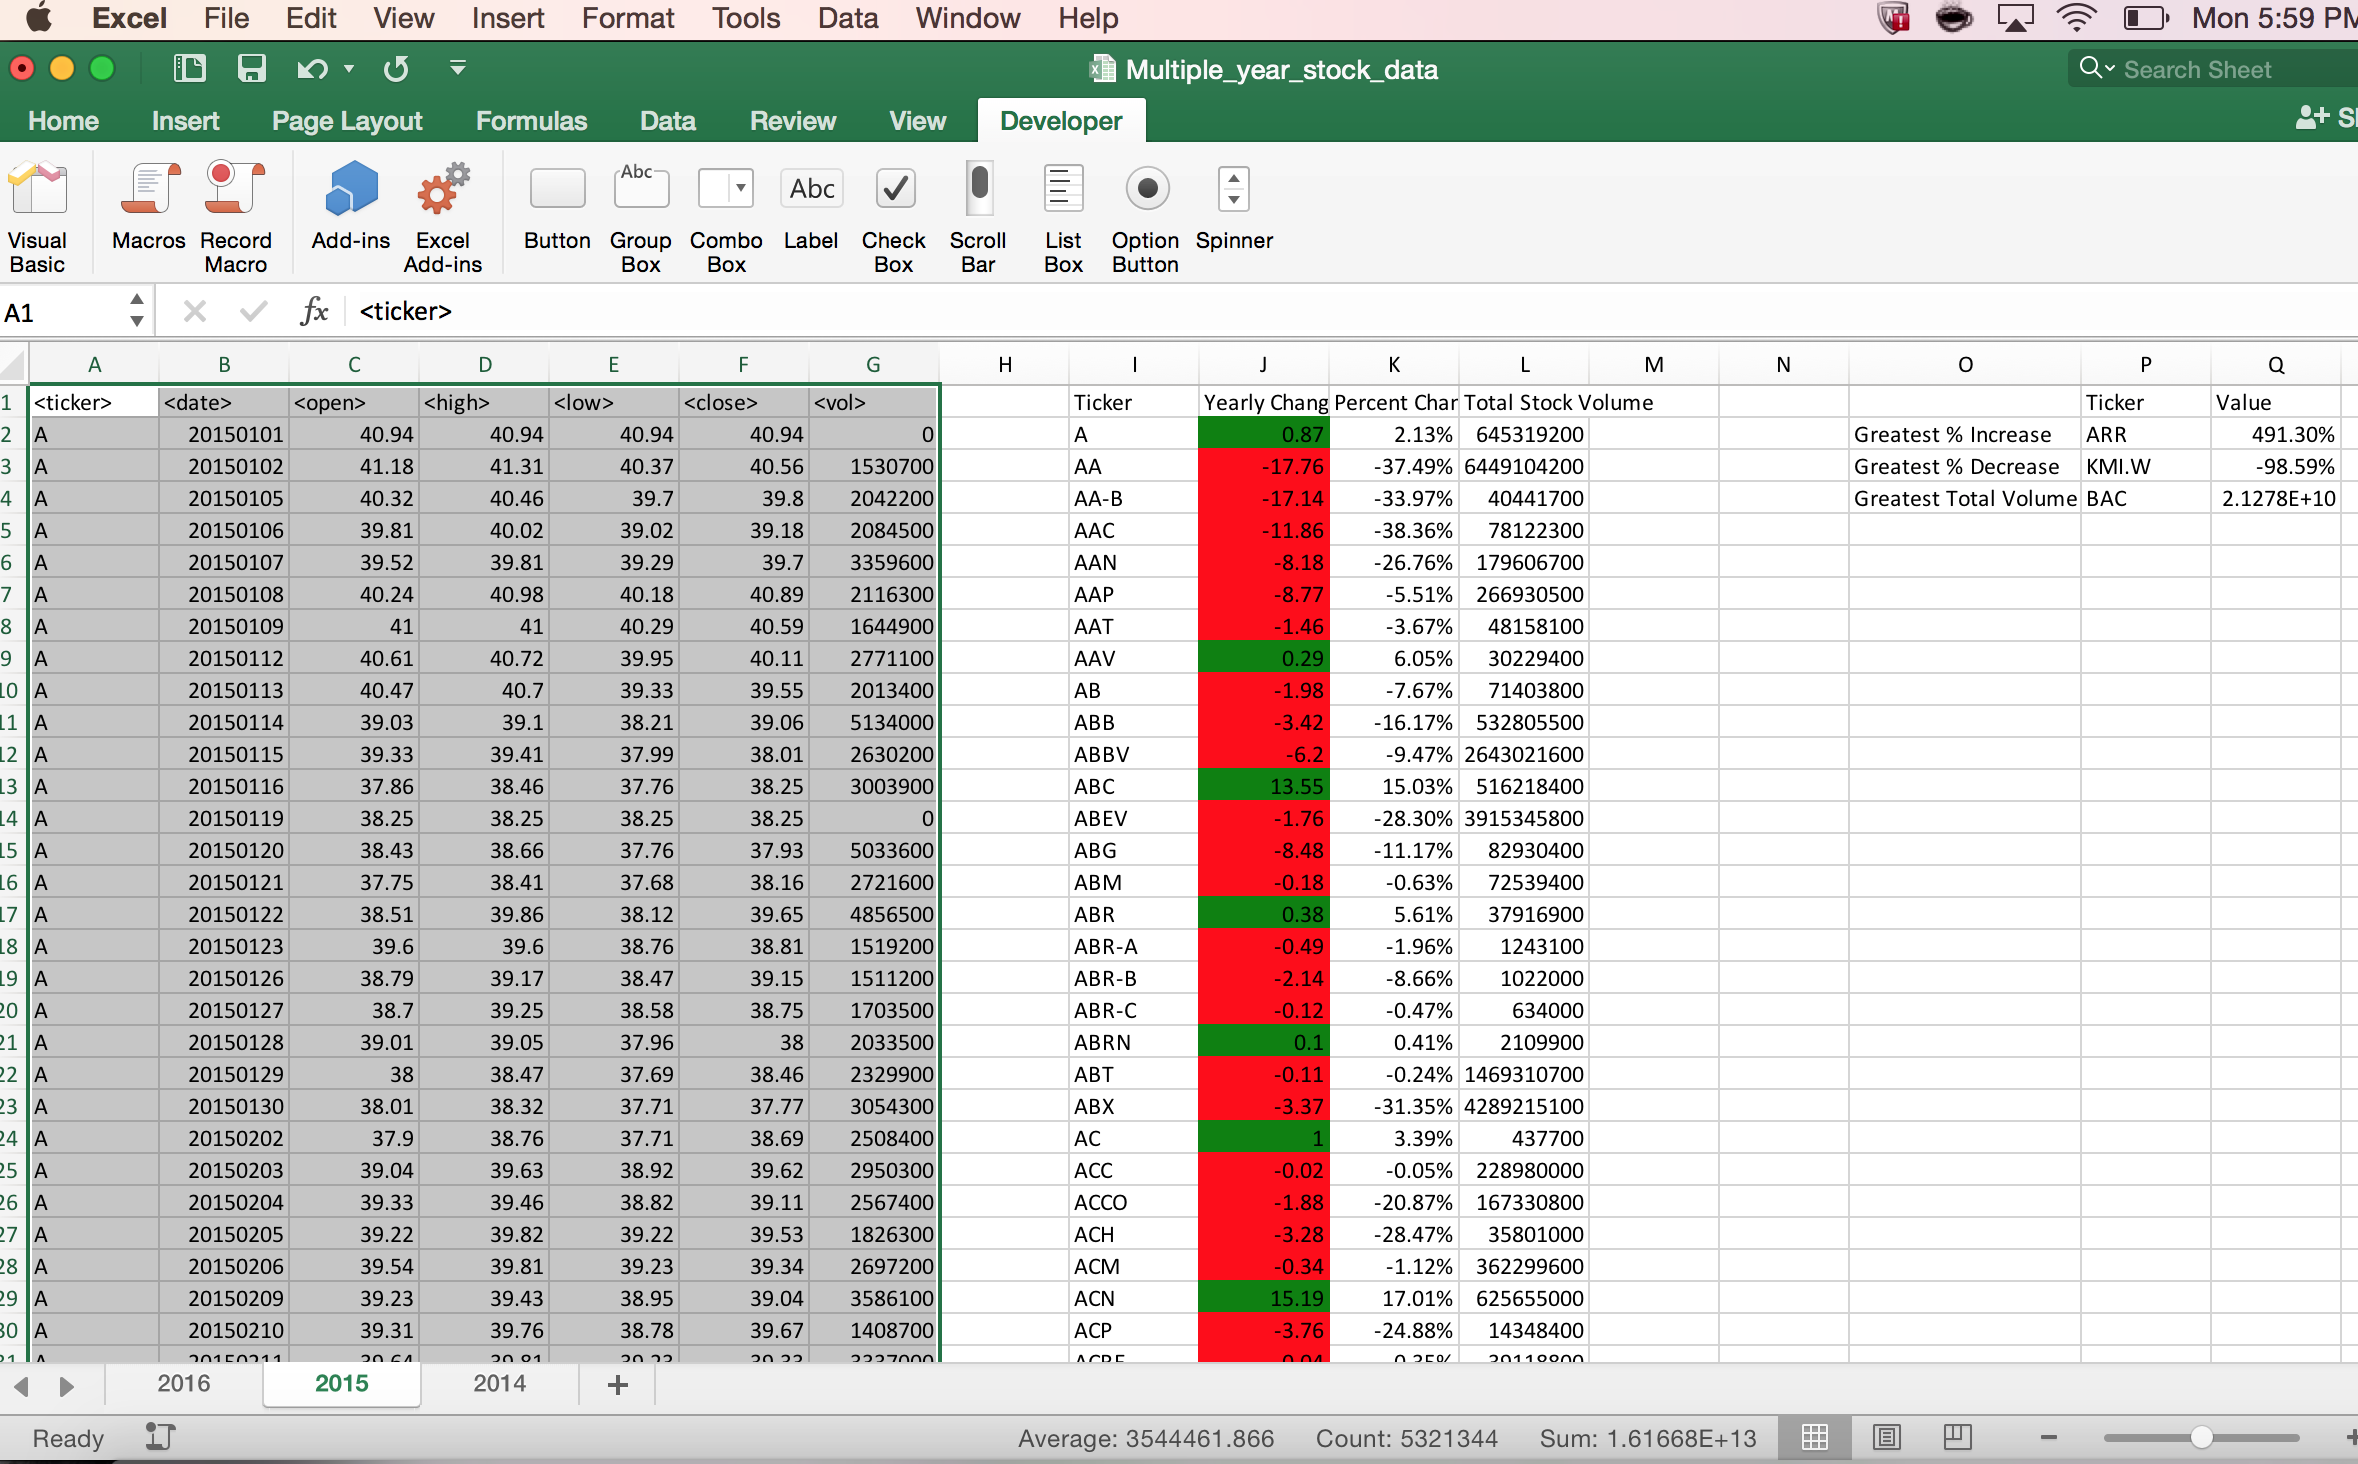 Excel File Edit View Insert Format Tools Data Window Help Mon 5:59 PM
Multiple_year_stock_data Search Sheet
Home Insert Page Layout Formulas Data Review View Developer
Visual Basic Macros Record Macro Add-ins Excel Add-ins Button Group Box Combo Box Label Check Box Scroll Bar List Box Option Button Spinner
Abc Abc
A1 fx <ticker>
A B C D E F G H I J K L M N O P Q
1 <ticker> <date> <open> <high> <low> <close> <vol> Ticker Yearly Chang Percent Char Total Stock Volume Ticker Value
2 A 20150101 40.94 40.94 40.94 40.94 0 A 0.87 2.13% 645319200 Greatest % Increase ARR 491.30%
3 A 20150102 41.18 41.31 40.37 40.56 1530700 AA -17.76 -37.49% 6449104200 Greatest % Decrease KMI.W -98.59%
4 A 20150105 40.32 40.46 39.7 39.8 2042200 AA-B -17.14 -33.97% 40441700 Greatest Total Volume BAC 2.1278E+10
5 A 20150106 39.81 40.02 39.02 39.18 2084500 AAC -11.86 -38.36% 78122300
6 A 20150107 39.52 39.81 39.29 39.7 3359600 AAN -8.18 -26.76% 179606700
7 A 20150108 40.24 40.98 40.18 40.89 2116300 AAP -8.77 -5.51% 266930500
8 A 20150109 41 41 40.29 40.59 1644900 AAT -1.46 -3.67% 48158100
9 A 20150112 40.61 40.72 39.95 40.11 2771100 AAV 0.29 6.05% 30229400
10 A 20150113 40.47 40.7 39.33 39.55 2013400 AB -1.98 -7.67% 71403800
11 A 20150114 39.03 39.1 38.21 39.06 5134000 ABB -3.42 -16.17% 532805500
12 A 20150115 39.33 39.41 37.99 38.01 2630200 ABBV -6.2 -9.47% 2643021600
13 A 20150116 37.86 38.46 37.76 38.25 3003900 ABC 13.55 15.03% 516218400
14 A 20150119 38.25 38.25 38.25 38.25 0 ABEV -1.76 -28.30% 3915345800
15 A 20150120 38.43 38.66 37.76 37.93 5033600 ABG -8.48 -11.17% 82930400
16 A 20150121 37.75 38.41 37.68 38.16 2721600 ABM -0.18 -0.63% 72539400
17 A 20150122 38.51 39.86 38.12 39.65 4856500 ABR 0.38 5.61% 37916900
18 A 20150123 39.6 39.6 38.76 38.81 1519200 ABR-A -0.49 -1.96% 1243100
19 A 20150126 38.79 39.17 38.47 39.15 1511200 ABR-B -2.14 -8.66% 1022000
20 A 20150127 38.7 39.25 38.58 38.75 1703500 ABR-C -0.12 -0.47% 634000
21 A 20150128 39.01 39.05 37.96 38 2033500 ABRN 0.1 0.41% 2109900
22 A 20150129 38 38.47 37.69 38.46 2329900 ABT -0.11 -0.24% 1469310700
23 A 20150130 38.01 38.32 37.71 37.77 3054300 ABX -3.37 -31.35% 4289215100
24 A 20150202 37.9 38.76 37.71 38.69 2508400 AC 1 3.39% 437700
25 A 20150203 39.04 39.63 38.92 39.62 2950300 ACC -0.02 -0.05% 228980000
26 A 20150204 39.33 39.46 38.82 39.11 2567400 ACCO -1.88 -20.87% 167330800
27 A 20150205 39.22 39.82 39.22 39.53 1826300 ACH -3.28 -28.47% 35801000
28 A 20150206 39.54 39.81 39.23 39.34 2697200 ACM -0.34 -1.12% 362299600
29 A 20150209 39.23 39.43 38.95 39.04 3586100 ACN 15.19 17.01% 625655000
30 A 20150210 39.31 39.76 38.78 39.67 1408700 ACP -3.76 -24.88% 14348400
2016 2015 2014
Ready Average: 3544461.866 Count: 5321344 Sum: 1.61668E+13